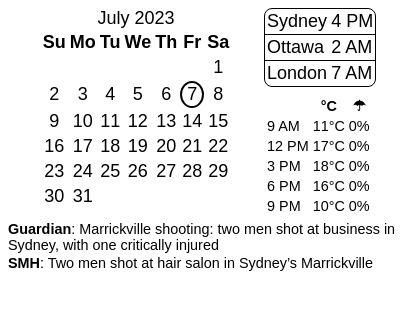 July 2023
Su Mo Tu We Th Fr Sa
1
2 3 4 5 6 7 8
9 10 11 12 13 14 15
16 17 18 19 20 21 22
23 24 25 26 27 28 29
30 31
Sydney 4 PM
Ottawa 2 AM
London 7 AM
°C ☂
9 AM 11°C 0%
12 PM 17°C 0%
3 PM 18°C 0%
6 PM 16°C 0%
9 PM 10°C 0%
Guardian: Marrickville shooting: two men shot at business in
Sydney, with one critically injured
SMH: Two men shot at hair salon in Sydney’s Marrickville